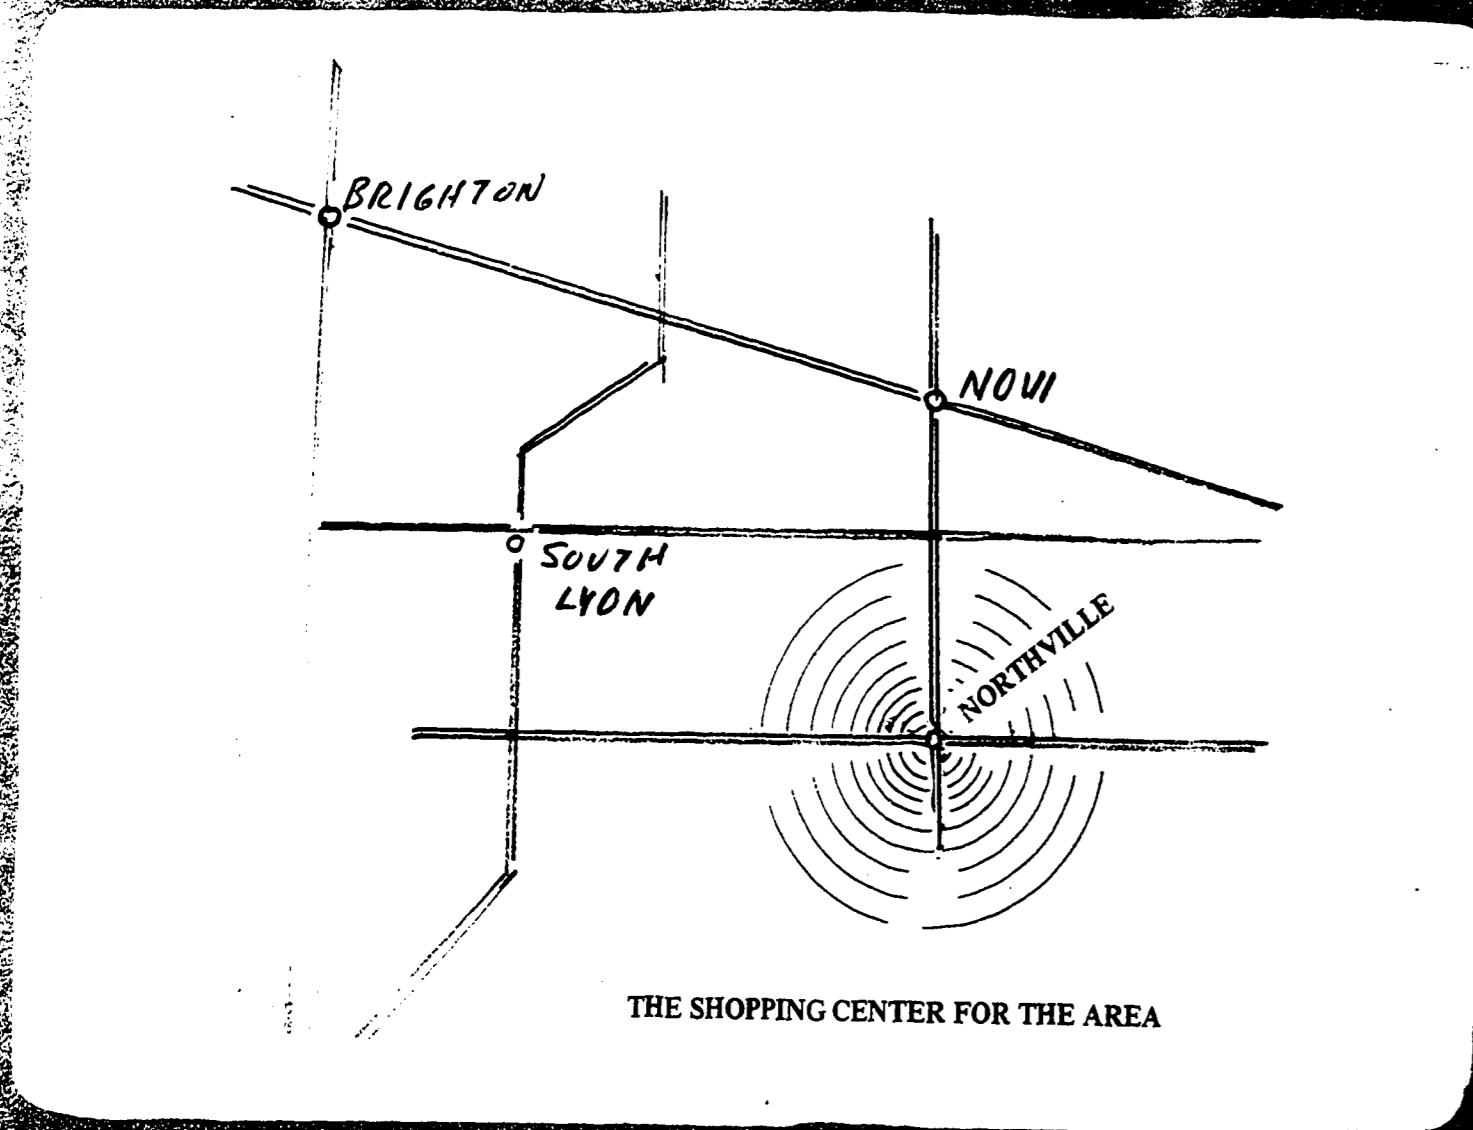 BRIGHTON
NOVI
SOUTH
LYON
NORTHVILLE
THE SHOPPING CENTER FOR THE AREA